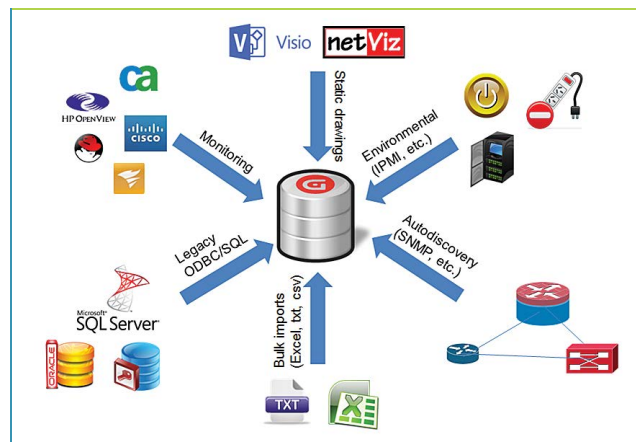 Visio
netViz
ca
HP OPENVIEW
CISCO
Monitoring
Static drawings
Environmental
(IPMI, etc.)
Legacy
ODBC/SQL
Autodiscovery
(SNMP, etc.)
Bulk imports
(Excel, txt, csv)
Microsoft
SQL Server
ORACLE
TXT
X